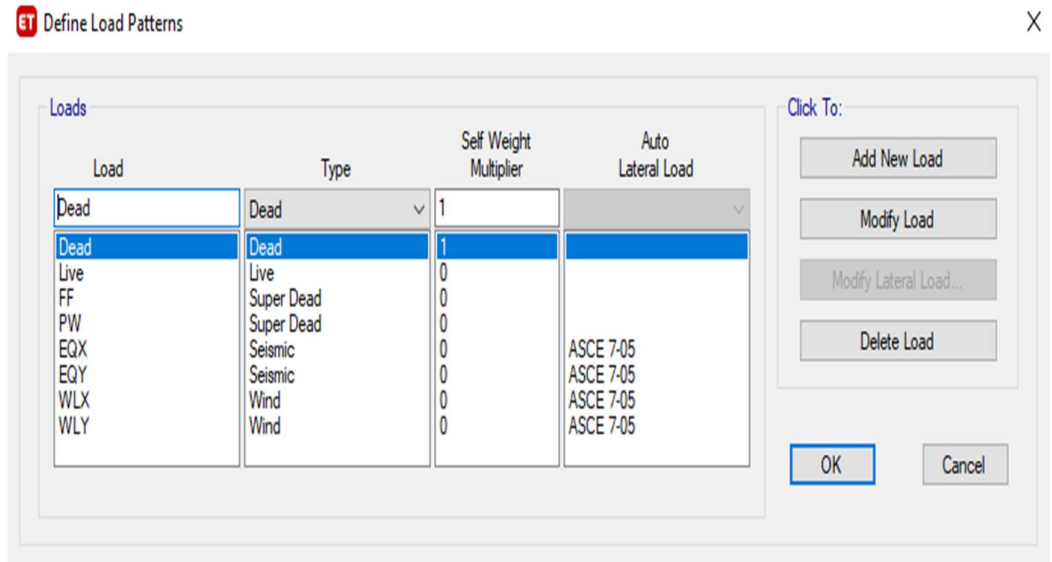 ET Define Load Patterns X
Loads
Load Type Self Weight Multiplier Auto Lateral Load
Dead Dead 1
Dead Dead 1
Live Live 0
FF Super Dead 0
PW Super Dead 0
EQX Seismic 0 ASCE 7-05
EQY Seismic 0 ASCE 7-05
WLX Wind 0 ASCE 7-05
WLY Wind 0 ASCE 7-05
Click To:
Add New Load
Modify Load
Modify Lateral Load...
Delete Load
OK Cancel